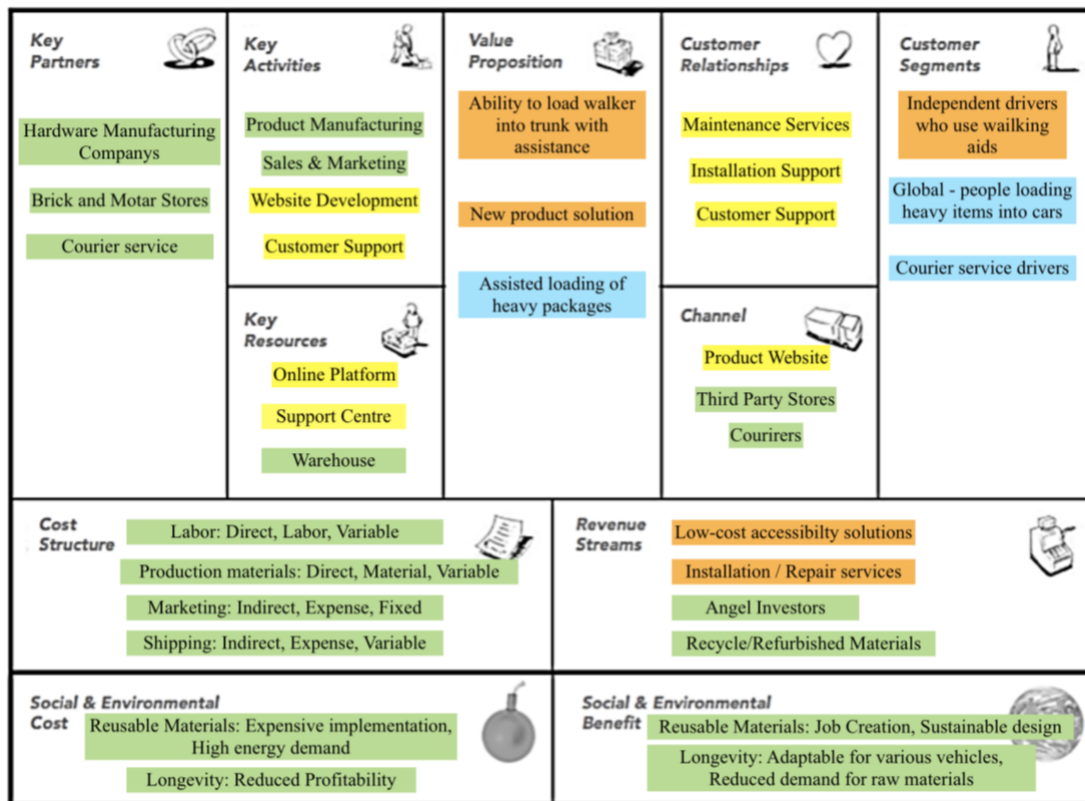 Key
Partners
Hardware Manufacturing
Companys
Brick and Motar Stores
Courier service
Key
Activities
Product Manufacturing
Sales & Marketing
Website Development
Customer Support
Key
Resources
Online Platform
Support Centre
Warehouse
Value
Proposition
Ability to load walker
into trunk with
assistance
New product solution
Assisted loading of
heavy packages
Customer
Relationships
Maintenance Services
Installation Support
Customer Support
Channel
Product Website
Third Party Stores
Courirers
Customer
Segments
Independent drivers
who use wailking
aids
Global - people loading
heavy items into cars
Courier service drivers
Cost
Structure
Labor: Direct, Labor, Variable
Production materials: Direct, Material, Variable
Marketing: Indirect, Expense, Fixed
Shipping: Indirect, Expense, Variable
Revenue
Streams
Low-cost accessibilty solutions
Installation / Repair services
Angel Investors
Recycle/Refurbished Materials
Social & Environmental
Cost
Reusable Materials: Expensive implementation,
High energy demand
Longevity: Reduced Profitability
Social & Environmental
Benefit
Reusable Materials: Job Creation, Sustainable design
Longevity: Adaptable for various vehicles,
Reduced demand for raw materials